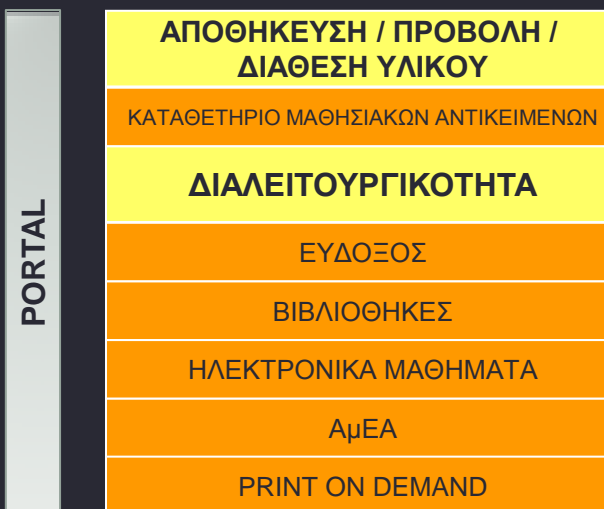 PORTAL
ΑΠΟΘΗΚΕΥΣΗ / ΠΡΟΒΟΛΗ /
ΔΙΑΘΕΣΗ ΥΛΙΚΟΥ
ΚΑΤΑΘΕΤΗΡΙΟ ΜΑΘΗΣΙΑΚΩΝ ΑΝΤΙΚΕΙΜΕΝΩΝ
ΔΙΑΛΕΙΤΟΥΡΓΙΚΟΤΗΤΑ
ΕΥΔΟΞΟΣ
ΒΙΒΛΙΟΘΗΚΕΣ
ΗΛΕΚΤΡΟΝΙΚΑ ΜΑΘΗΜΑΤΑ
ΑμΕΑ
PRINT ON DEMAND